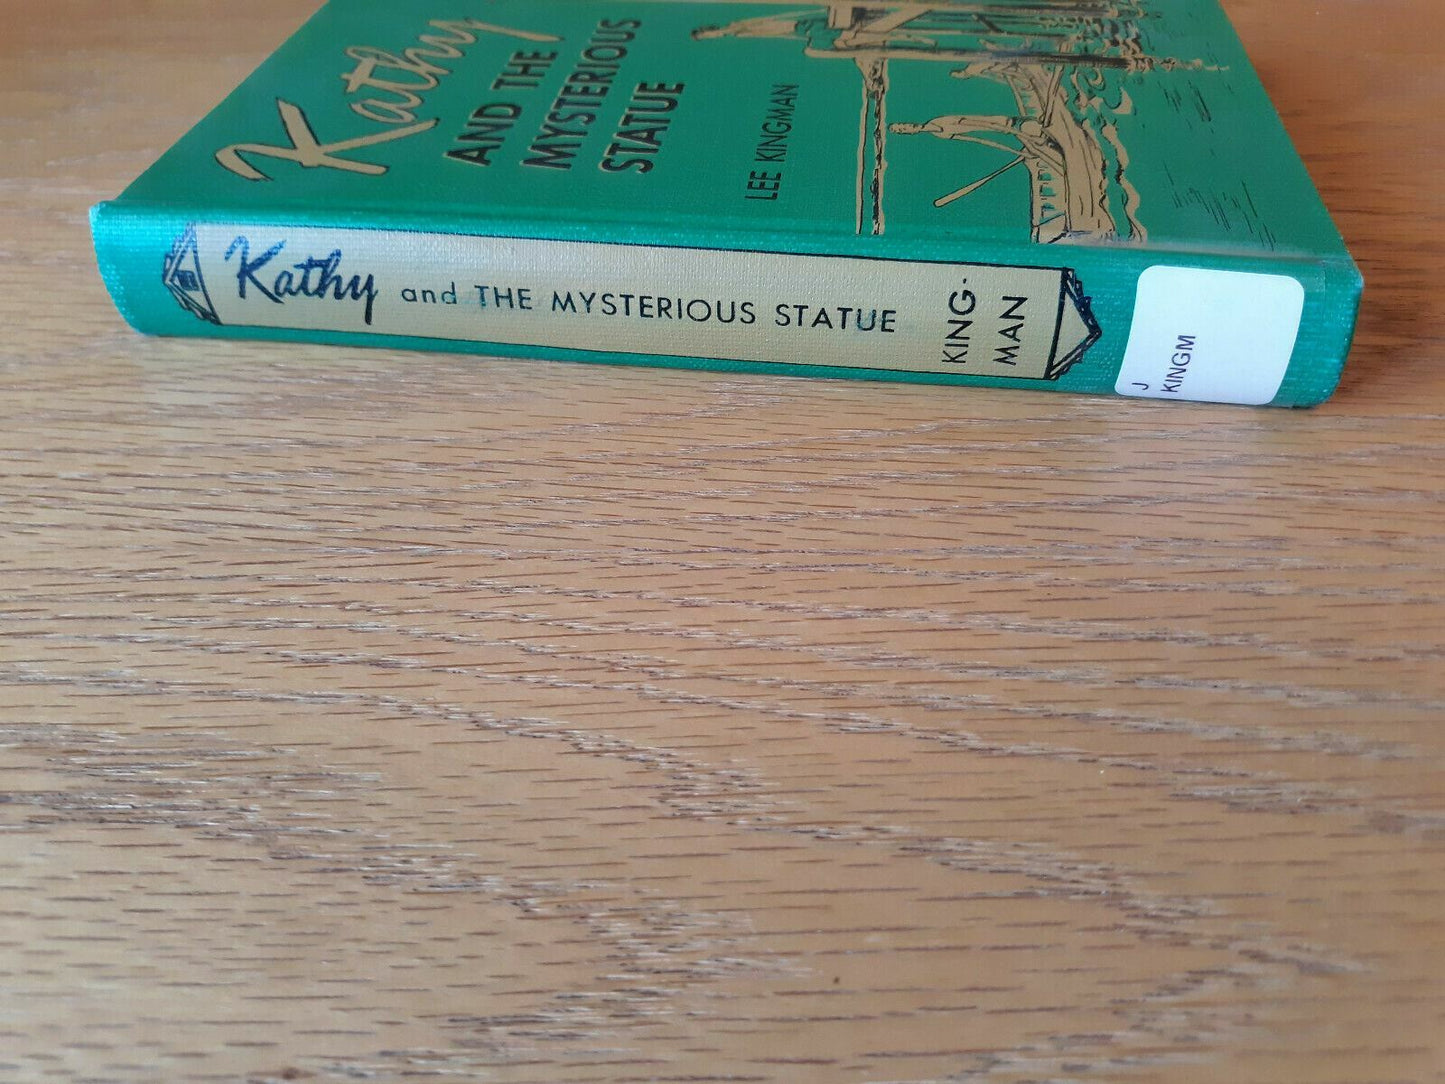 Kathy
AND THE
MYSTERIOUS
STATUE
LEE KINGMAN
Kathy and THE MYSTERIOUS STATUE
KING-
MAN
J
KINGM